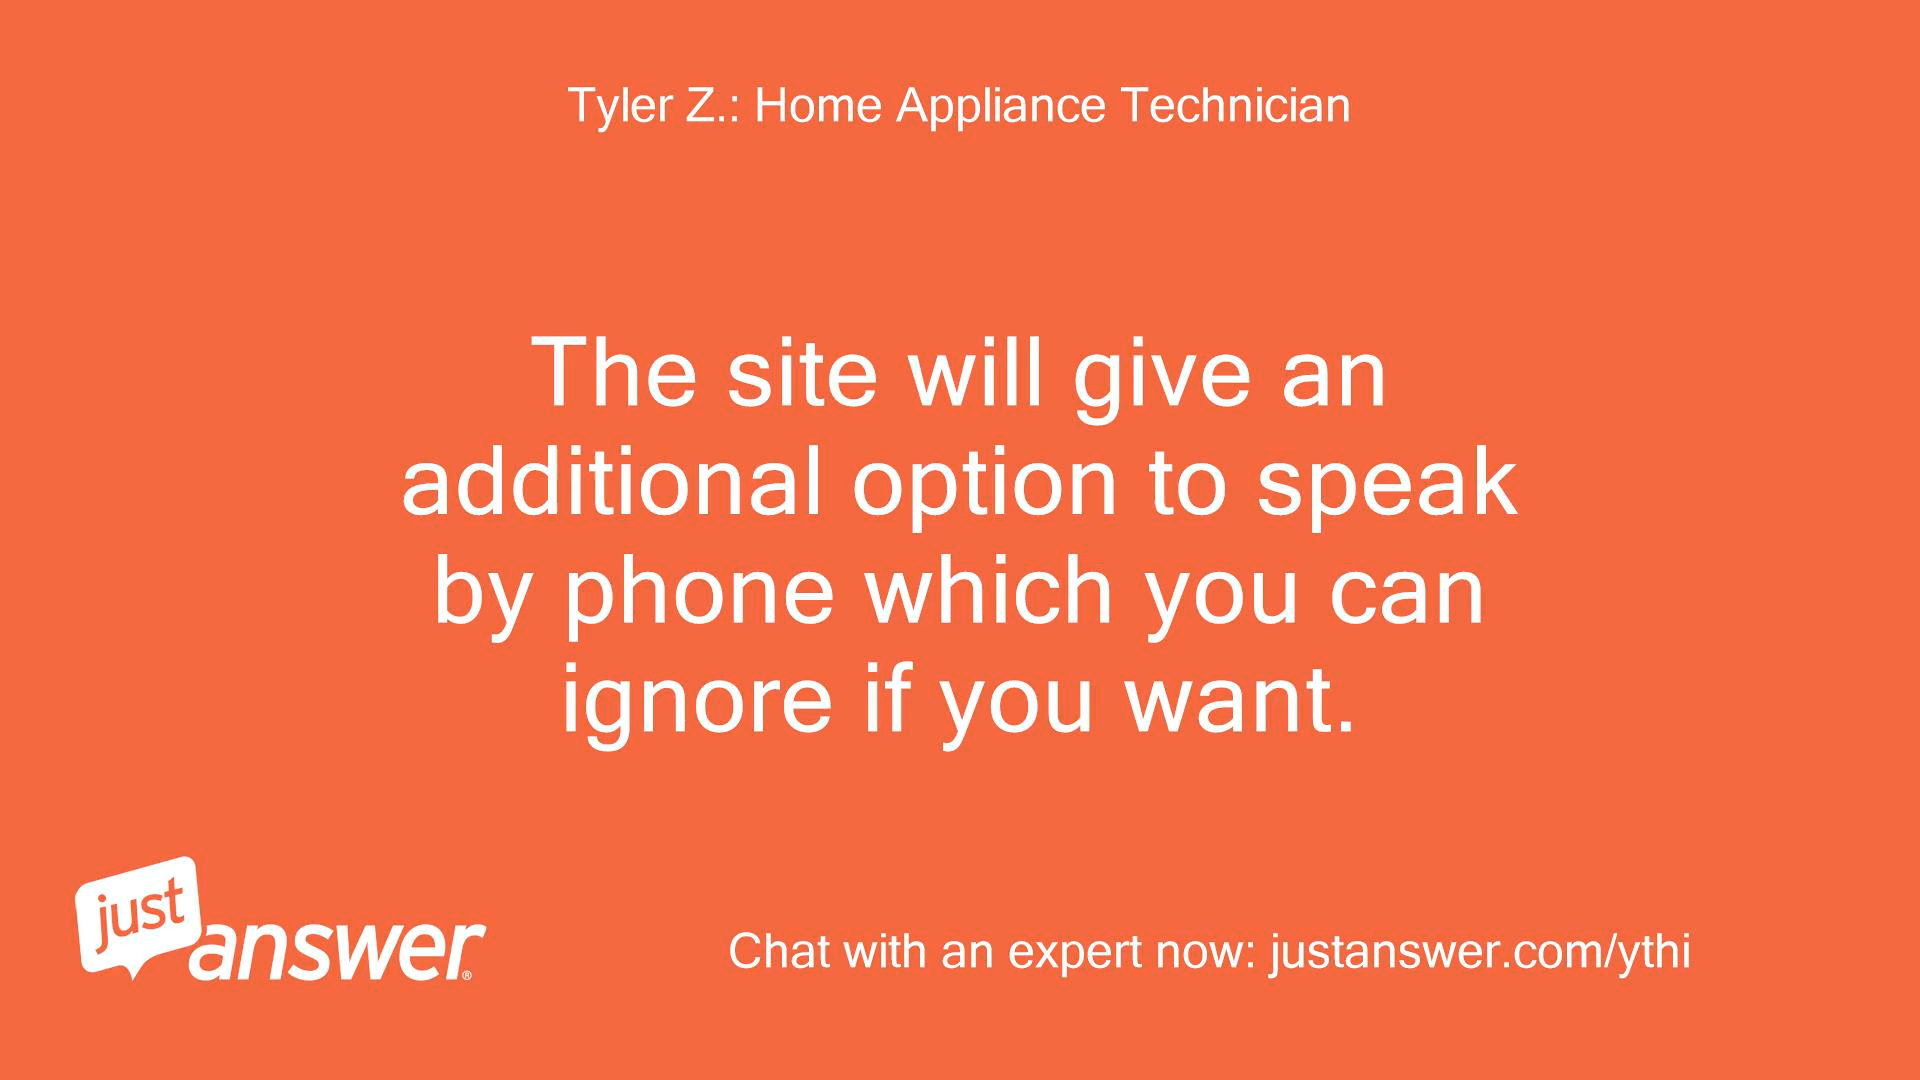 Tyler Z.: Home Appliance Technician
The site will give an
additional option to speak
by phone which you can
ignore if you want.
just
answer®
Chat with an expert now: justanswer.com/ythi